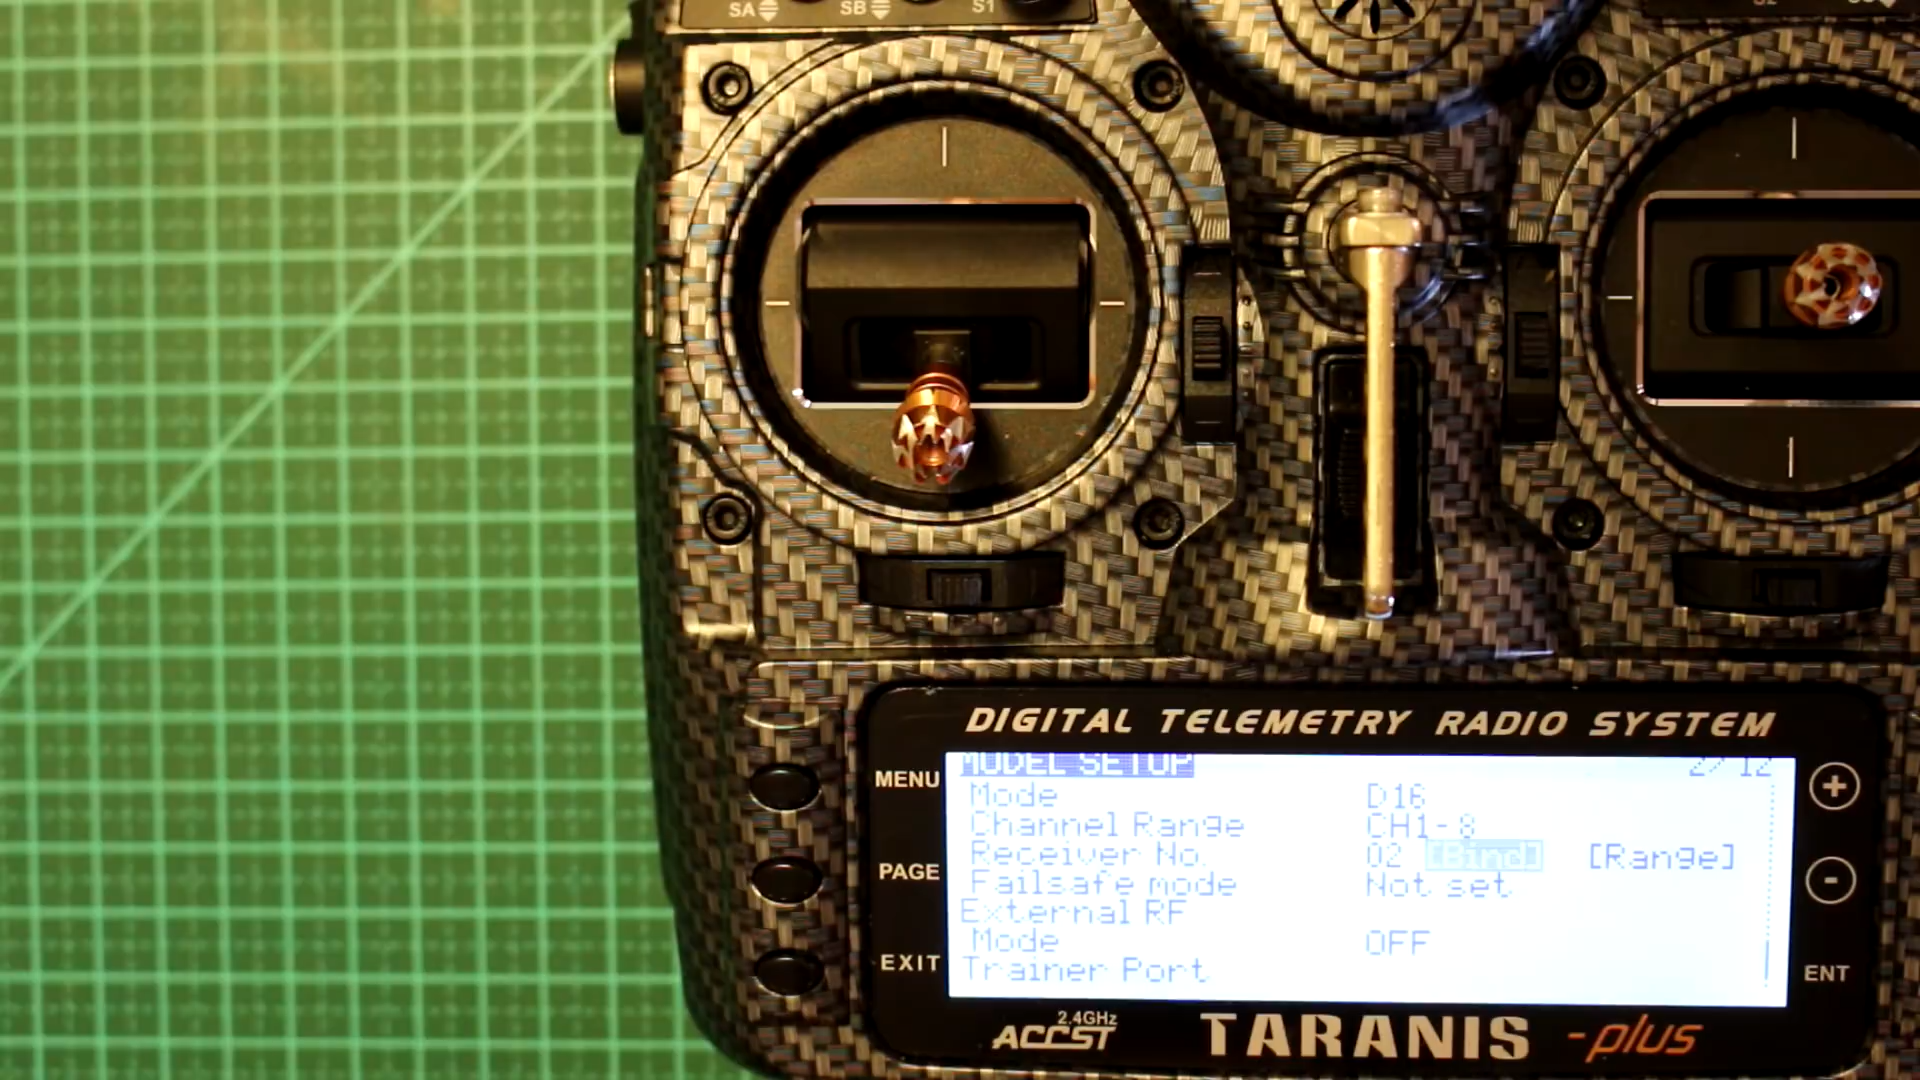 SA SB S1
DIGITAL TELEMETRY RADIO SYSTEM
MODEL SETUP 2/12
Mode D16
Channel Range CH1-8
Receiver No. 02 [Bind] [Range]
Failsafe mode Not set
External RF
Mode OFF
Trainer Port
MENU
PAGE
EXIT
+
-
ENT
ACCST 2.4GHz
TARANIS -plus